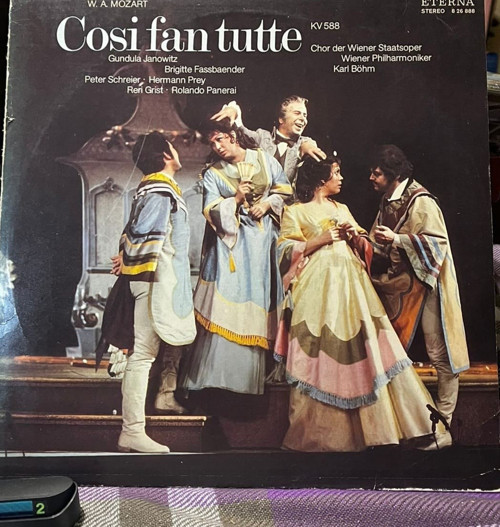 W. A. MOZART
ETERNA
STEREO 8 26 888
Cosi fan tutte
KV 588
Gundula Janowitz
Brigitte Fassbaender
Peter Schreier · Hermann Prey
Reri Grist · Rolando Panerai
Chor der Wiener Staatsoper
Wiener Philharmoniker
Karl Böhm
2